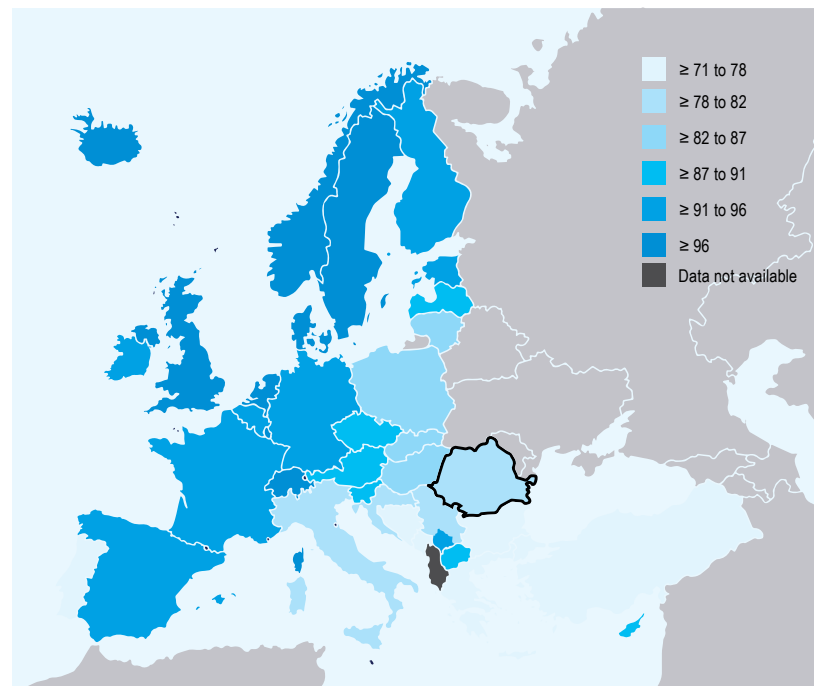 ≥ 71 to 78
≥ 78 to 82
≥ 82 to 87
≥ 87 to 91
≥ 91 to 96
≥ 96
Data not available